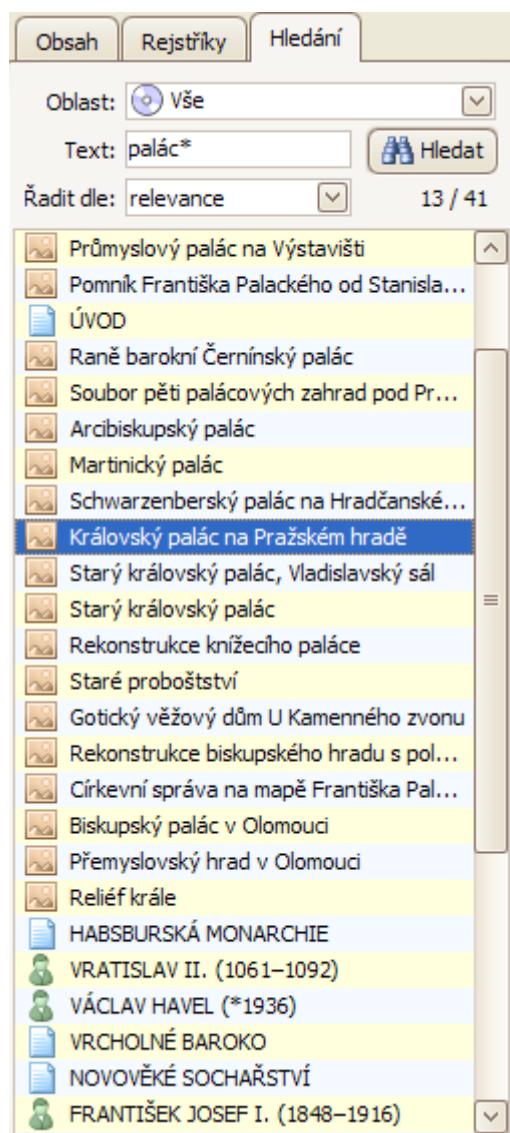 Obsah Rejstříky Hledání
Oblast: Vše
Text: palác* Hledat
Řadit dle: relevance 13 / 41
Průmyslový palác na Výstavišti
Pomník Františka Palackého od Stanisla...
ÚVOD
Raně barokní Černínský palác
Soubor pěti palácových zahrad pod Pr...
Arcibiskupský palác
Martinický palác
Schwarzenberský palác na Hradčanské...
Královský palác na Pražském hradě
Starý královský palác, Vladislavský sál
Starý královský palác
Rekonstrukce knížecího paláce
Staré proboštství
Gotický věžový dům U Kamenného zvonu
Rekonstrukce biskupského hradu s pol...
Církevní správa na mapě Františka Pal...
Biskupský palác v Olomouci
Přemyslovský hrad v Olomouci
Reliéf krále
HABSBURSKÁ MONARCHIE
VRATISLAV II. (1061–1092)
VÁCLAV HAVEL (*1936)
VRCHOLNÉ BAROKO
NOVOVĚKÉ SOCHAŘSTVÍ
FRANTIŠEK JOSEF I. (1848–1916)